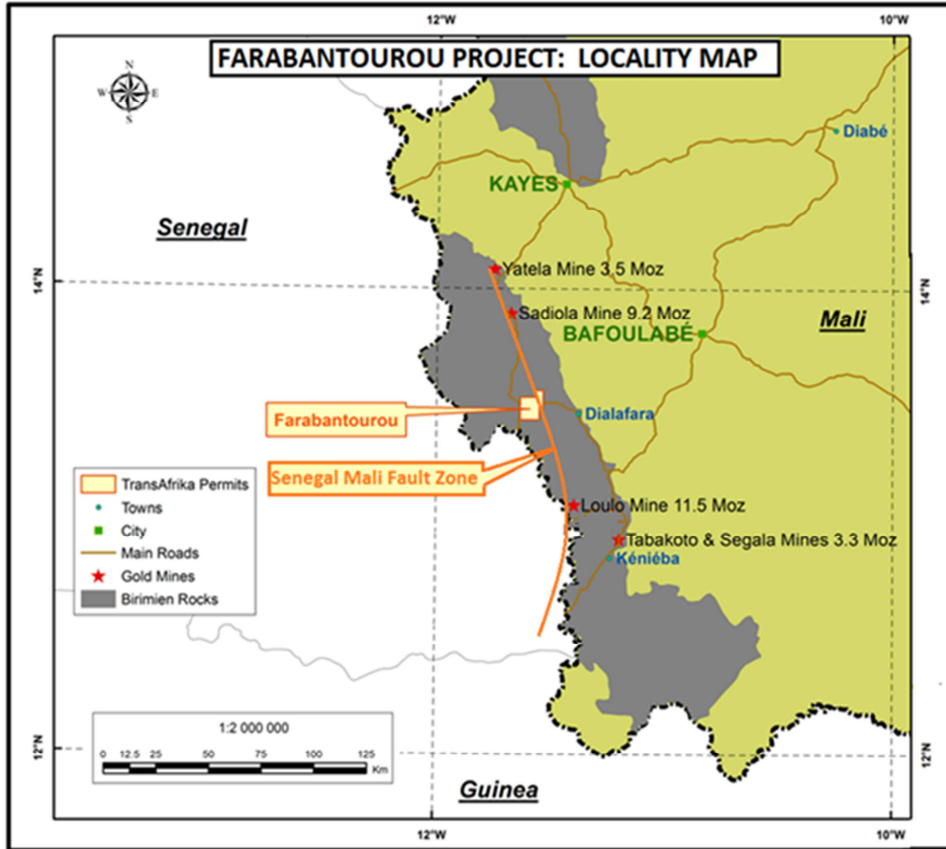 12°W
10°W
FARABANTOUROU PROJECT: LOCALITY MAP
N
W
E
S
Diabé
KAYES
Senegal
14°N
14°N
Yatela Mine 3.5 Moz
Sadiola Mine 9.2 Moz
Mali
BAFOULABÉ
Farabantourou
Dialafara
Senegal Mali Fault Zone
TransAfrika Permits
Towns
City
Main Roads
Gold Mines
Birimien Rocks
Loulo Mine 11.5 Moz
Tabakoto & Segala Mines 3.3 Moz
Kéniéba
1:2 000 000
0 12.5 25 50 75 100 125
Km
12°N
12°N
Guinea
12°W
10°W